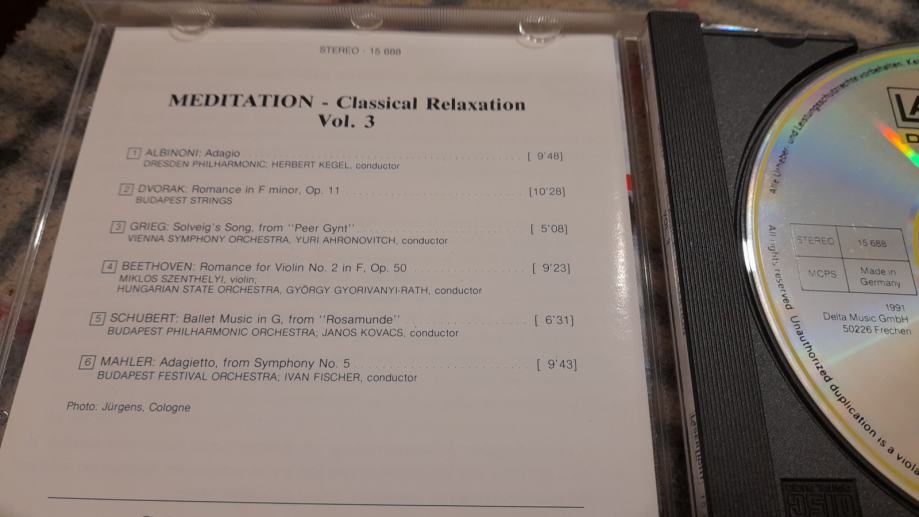 STEREO · 15 688
MEDITATION - Classical Relaxation
Vol. 3
1 ALBINONI: Adagio [ 9'48]
DRESDEN PHILHARMONIC; HERBERT KEGEL, conductor
2 DVORAK: Romance in F minor, Op. 11 [10'28]
BUDAPEST STRINGS
3 GRIEG: Solveig's Song, from "Peer Gynt" [ 5'08]
VIENNA SYMPHONY ORCHESTRA, YURI AHRONOVITCH, conductor
4 BEETHOVEN: Romance for Violin No. 2 in F, Op. 50 [ 9'23]
MIKLOS SZENTHELYI, violin;
HUNGARIAN STATE ORCHESTRA, GYÖRGY GYORIVANYI-RATH, conductor
5 SCHUBERT: Ballet Music in G, from "Rosamunde" [ 6'31]
BUDAPEST PHILHARMONIC ORCHESTRA; JANOS KOVACS, conductor
6 MAHLER: Adagietto, from Symphony No. 5 [ 9'43]
BUDAPEST FESTIVAL ORCHESTRA; IVAN FISCHER, conductor
Photo: Jürgens, Cologne
Alle Urheber- und Leistungsschutzrechte vorbehalten.
STEREO 15 688
MCPS Made in
Germany
1991
Delta Music GmbH
50226 Frechen
All rights reserved. Unauthorized duplication is a